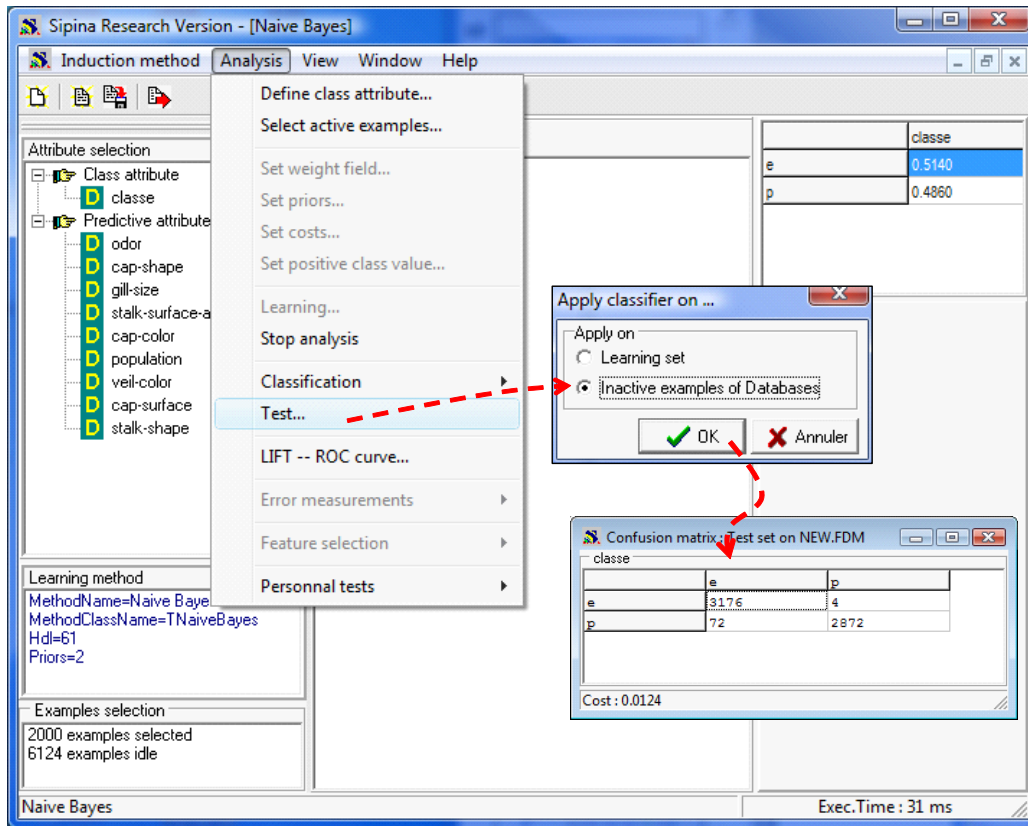 Sipina Research Version - [Naive Bayes]
Induction method Analysis View Window Help
Attribute selection
Class attribute
classe
Predictive attribute
odor
cap-shape
gill-size
stalk-surface-a
cap-color
population
veil-color
cap-surface
stalk-shape
Define class attribute...
Select active examples...
Set weight field...
Set priors...
Set costs...
Set positive class value...
Learning...
Stop analysis
Classification
Test...
LIFT -- ROC curve...
Error measurements
Feature selection
Personnal tests
classe
e 0.5140
p 0.4860
Apply classifier on ...
Apply on
Learning set
Inactive examples of Databases
OK Annuler
Confusion matrix : Test set on NEW.FDM
classe
e p
e 3176 4
p 72 2872
Cost : 0.0124
Learning method
MethodName=Naive Baye
MethodClassName=TNaiveBayes
Hdl=61
Priors=2
Examples selection
2000 examples selected
6124 examples idle
Naive Bayes Exec.Time : 31 ms